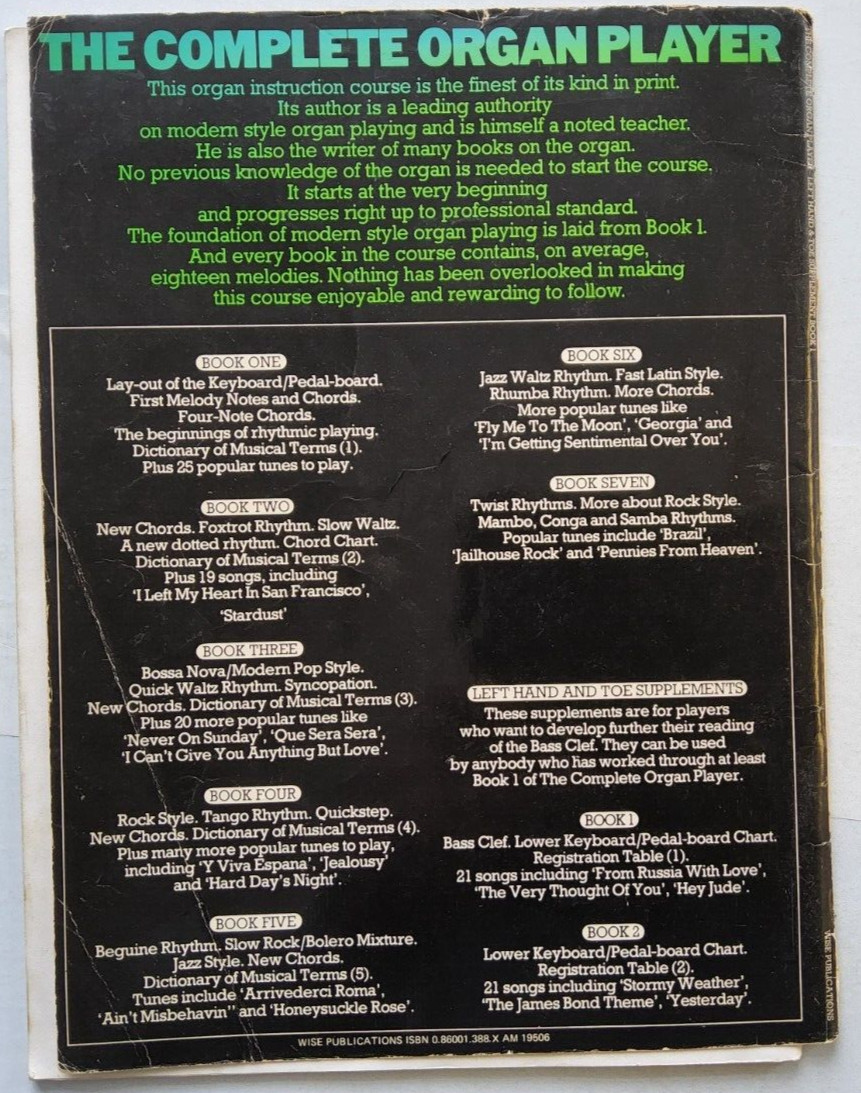 THE COMPLETE ORGAN PLAYER
This organ instruction course is the finest of its kind in print.
Its author is a leading authority
on modern style organ playing and is himself a noted teacher.
He is also the writer of many books on the organ.
No previous knowledge of the organ is needed to start the course.
It starts at the very beginning
and progresses right up to professional standard.
The foundation of modern style organ playing is laid from Book 1.
And every book in the course contains, on average,
eighteen melodies. Nothing has been overlooked in making
this course enjoyable and rewarding to follow.
BOOK ONE
Lay-out of the Keyboard/Pedal-board.
First Melody Notes and Chords.
Four-Note Chords.
The beginnings of rhythmic playing.
Dictionary of Musical Terms (1).
Plus 25 popular tunes to play.
BOOK TWO
New Chords. Foxtrot Rhythm. Slow Waltz.
A new dotted rhythm. Chord Chart.
Dictionary of Musical Terms (2).
Plus 19 songs, including
'I Left My Heart In San Francisco',
'Stardust'
BOOK THREE
Bossa Nova/Modern Pop Style.
Quick Waltz Rhythm. Syncopation.
New Chords. Dictionary of Musical Terms (3).
Plus 20 more popular tunes like
'Never On Sunday', 'Que Sera Sera',
'I Can't Give You Anything But Love'.
BOOK FOUR
Rock Style. Tango Rhythm. Quickstep.
New Chords. Dictionary of Musical Terms (4).
Plus many more popular tunes to play,
including 'Y Viva Espana', 'Jealousy'
and 'Hard Day's Night'.
BOOK FIVE
Beguine Rhythm. Slow Rock/Bolero Mixture.
Jazz Style. New Chords.
Dictionary of Musical Terms (5).
Tunes include 'Arrivederci Roma',
'Ain't Misbehavin'' and 'Honeysuckle Rose'.
BOOK SIX
Jazz Waltz Rhythm. Fast Latin Style.
Rhumba Rhythm. More Chords.
More popular tunes like
'Fly Me To The Moon', 'Georgia' and
'I'm Getting Sentimental Over You'.
BOOK SEVEN
Twist Rhythms. More about Rock Style.
Mambo, Conga and Samba Rhythms.
Popular tunes include 'Brazil',
'Jailhouse Rock' and 'Pennies From Heaven'.
LEFT HAND AND TOE SUPPLEMENTS
These supplements are for players
who want to develop further their reading
of the Bass Clef. They can be used
by anybody who has worked through at least
Book 1 of The Complete Organ Player.
BOOK 1
Bass Clef. Lower Keyboard/Pedal-board Chart.
Registration Table (1).
21 songs including 'From Russia With Love',
'The Very Thought Of You', 'Hey Jude'.
BOOK 2
Lower Keyboard/Pedal-board Chart.
Registration Table (2).
21 songs including 'Stormy Weather',
'The James Bond Theme', 'Yesterday'.
WISE PUBLICATIONS ISBN 0.86001.388.X AM 19506
THE COMPLETE ORGAN PLAYER LEFT HAND & TOE SUPPLEMENT BOOK 1
WISE PUBLICATIONS